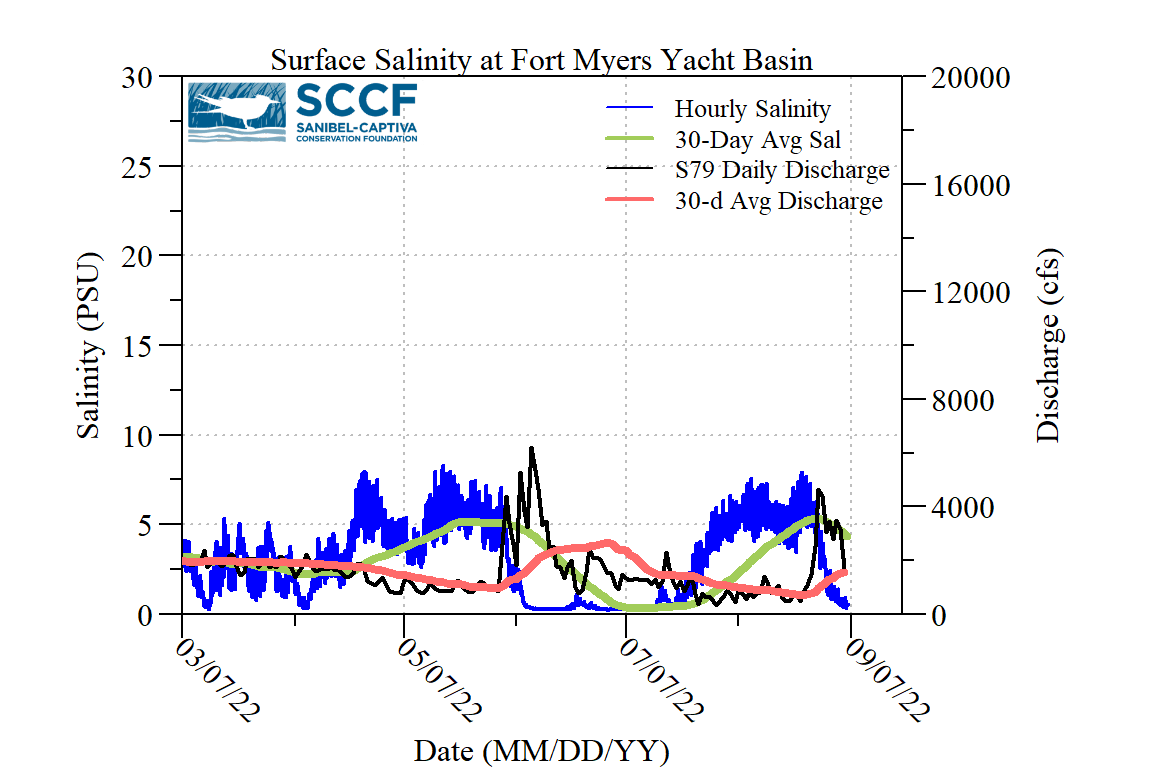 Surface Salinity at Fort Myers Yacht Basin
SCCF
SANIBEL-CAPTIVA
CONSERVATION FOUNDATION
Hourly Salinity
30-Day Avg Sal
S79 Daily Discharge
30-d Avg Discharge
30
25
20
15
10
5
0
Salinity (PSU)
20000
16000
12000
8000
4000
0
Discharge (cfs)
03/07/22
05/07/22
07/07/22
09/07/22
Date (MM/DD/YY)